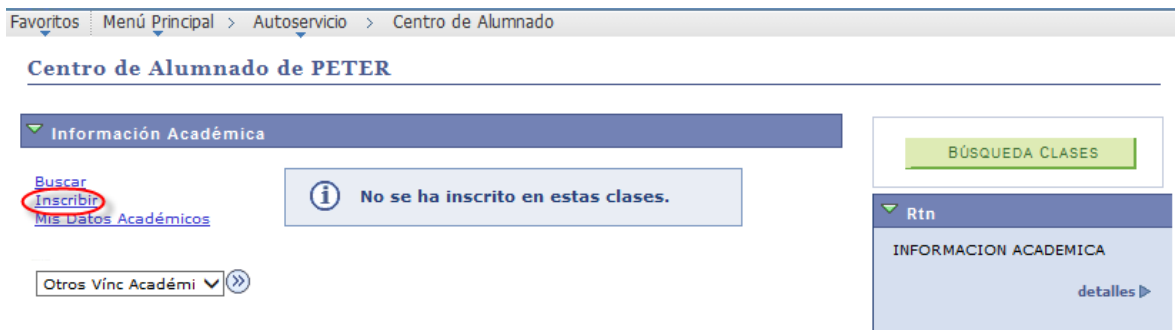 Favoritos Menú Principal > Autoservicio > Centro de Alumnado
Centro de Alumnado de PETER
Información Académica
Buscar
Inscribir
Mis Datos Académicos
No se ha inscrito en estas clases.
Otros Vínc Académi
BÚSQUEDA CLASES
Rtn
INFORMACION ACADEMICA
detalles